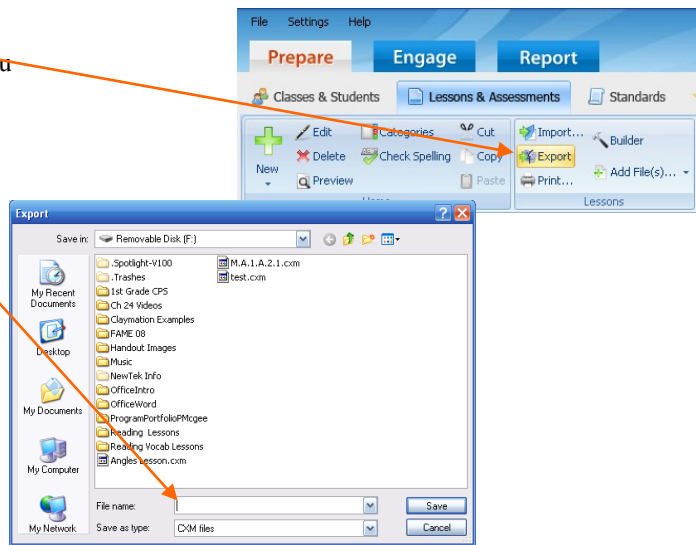 u
File Settings Help
Prepare Engage Report
Classes & Students Lessons & Assessments Standards
New
Edit Categories Cut Import... Builder
Delete Check Spelling Copy Export
Preview Paste Print... Add File(s)...
Lessons
Export
Save in: Removable Disk (F:)
My Recent Documents
Desktop
My Documents
My Computer
My Network
.Spotlight-V100
.Trashes
1st Grade CPS
Ch 24 Videos
Claymation Examples
FAME 08
Handout Images
Music
NewTek Info
OfficeIntro
OfficeWord
ProgramPortfolioPMcgee
Reading Lessons
Reading Vocab Lessons
Angles Lesson.cxm
M.A.1.A.2.1.cxm
test.cxm
File name: Save
Save as type: CXM files Cancel